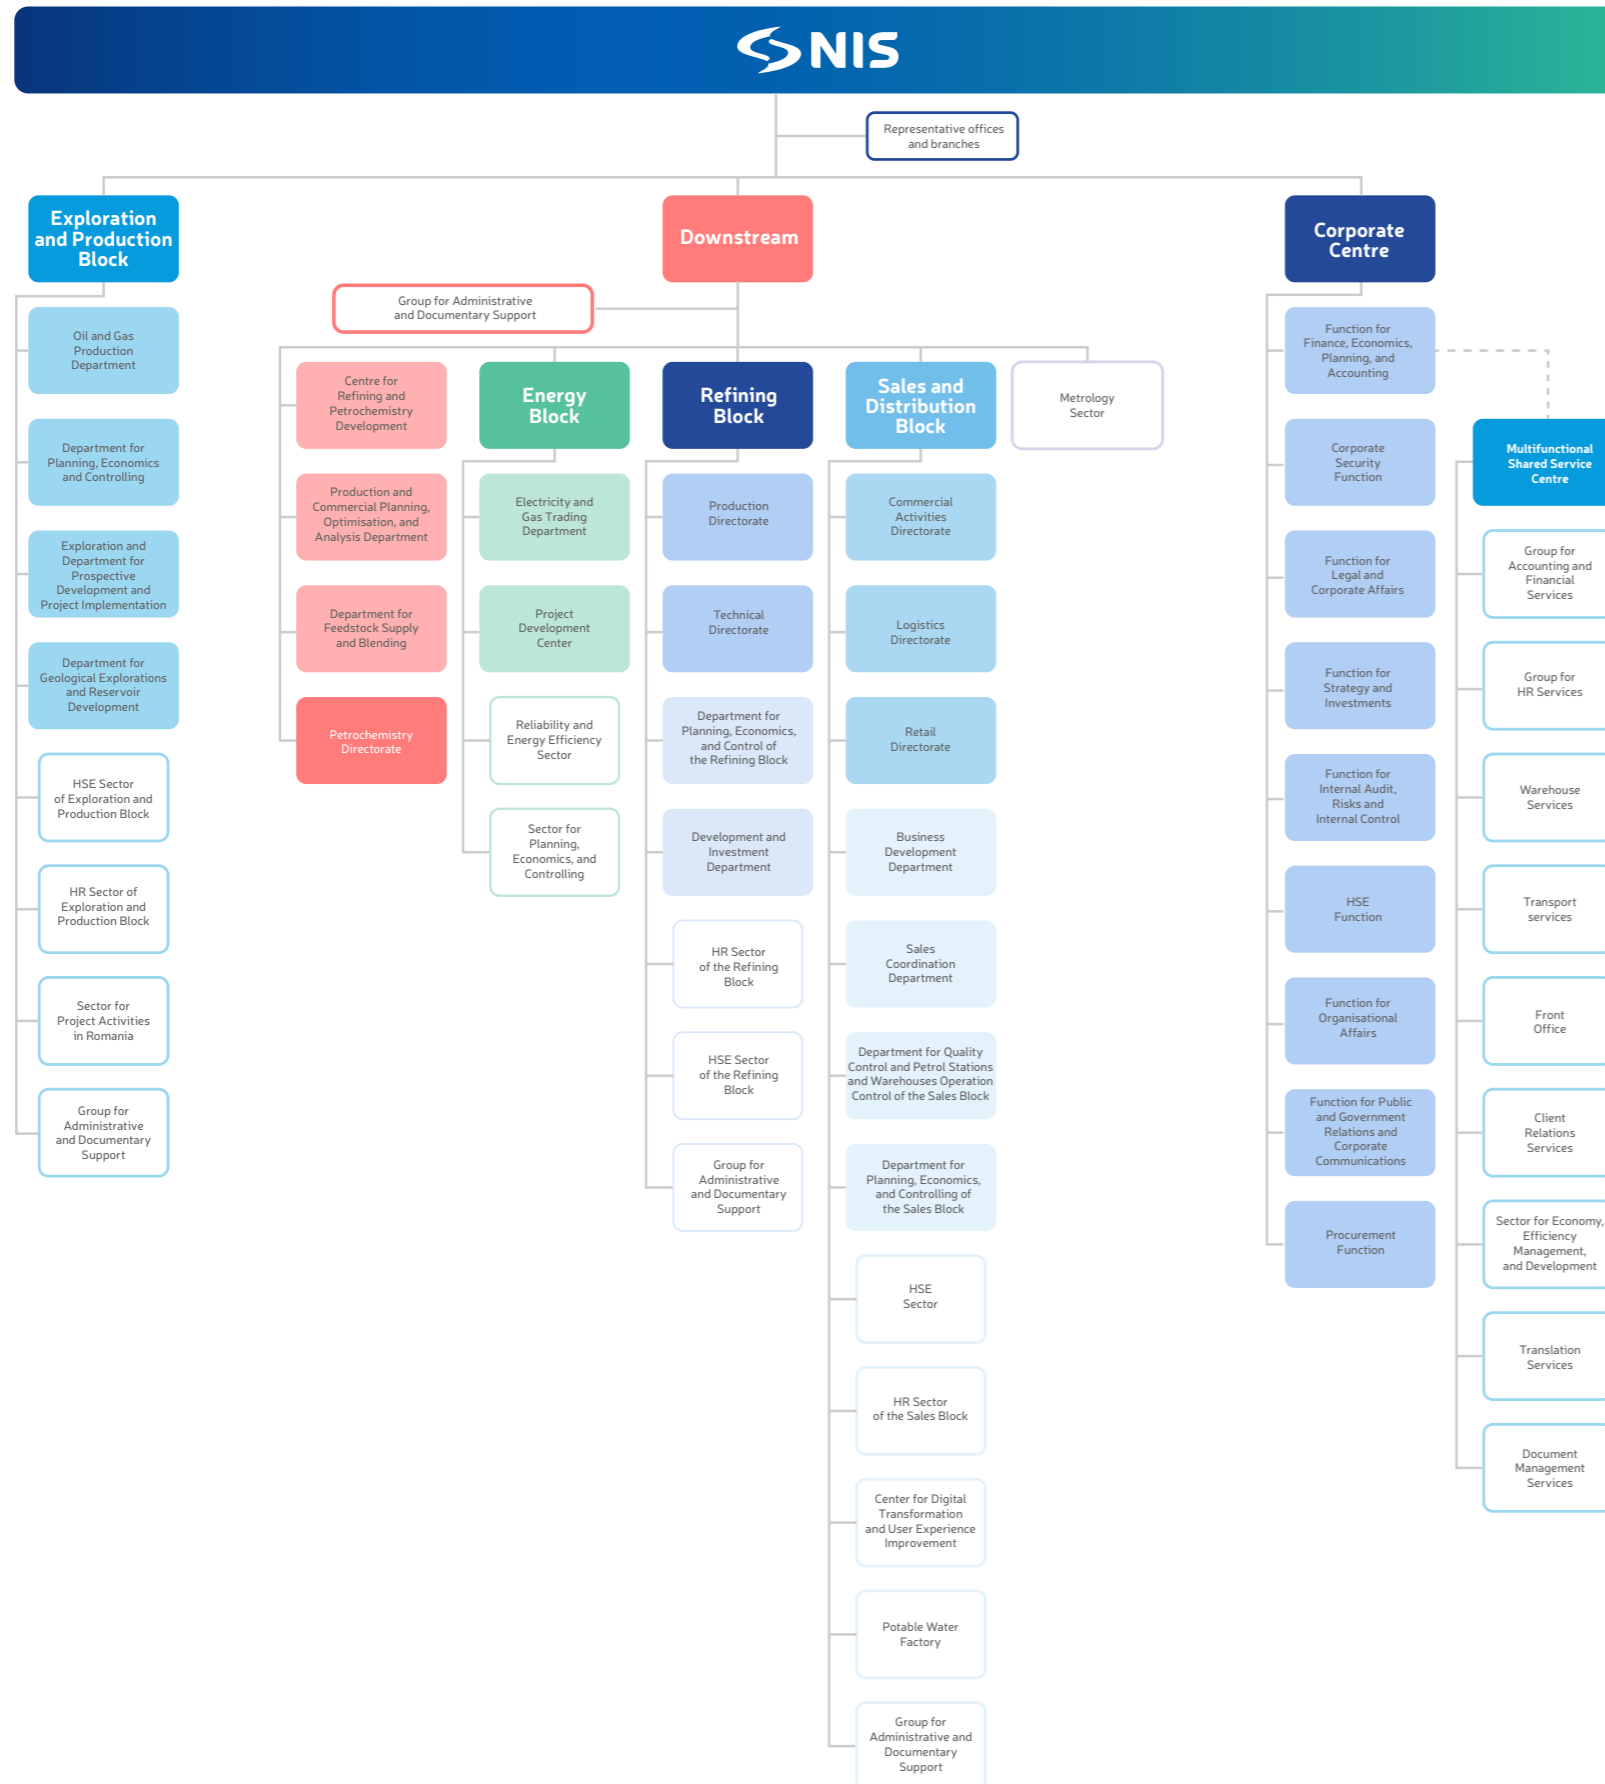 NIS
Representative offices
and branches
Exploration
and Production
Block
Downstream
Corporate
Centre
Group for Administrative
and Documentary Support
Oil and Gas
Production
Department
Department for
Planning, Economics
and Controlling
Exploration and
Department for
Prospective
Development and
Project Implementation
Department for
Geological Explorations
and Reservoir
Development
HSE Sector
of Exploration and
Production Block
HR Sector of
Exploration and
Production Block
Sector for
Project Activities
in Romania
Group for
Administrative
and Documentary
Support
Centre for
Refining and
Petrochemistry
Development
Production and
Commercial Planning,
Optimisation, and
Analysis Department
Department for
Feedstock Supply
and Blending
Petrochemistry
Directorate
Energy
Block
Electricity and
Gas Trading
Department
Project
Development
Center
Reliability and
Energy Efficiency
Sector
Sector for
Planning,
Economics, and
Controlling
Refining
Block
Production
Directorate
Technical
Directorate
Department for
Planning, Economics,
and Control of
the Refining Block
Development and
Investment
Department
HR Sector
of the Refining
Block
HSE Sector
of the Refining
Block
Group for
Administrative
and Documentary
Support
Sales and
Distribution
Block
Commercial
Activities
Directorate
Logistics
Directorate
Retail
Directorate
Business
Development
Department
Sales
Coordination
Department
Department for Quality
Control and Petrol Stations
and Warehouses Operation
Control of the Sales Block
Department for
Planning, Economics,
and Controlling of
the Sales Block
HSE
Sector
HR Sector
of the Sales Block
Center for Digital
Transformation
and User Experience
Improvement
Potable Water
Factory
Group for
Administrative and
Documentary
Support
Metrology
Sector
Function for
Finance, Economics,
Planning, and
Accounting
Corporate
Security
Function
Function for
Legal and
Corporate Affairs
Function for
Strategy and
Investments
Function for
Internal Audit,
Risks and
Internal Control
HSE
Function
Function for
Organisational
Affairs
Function for Public
and Government
Relations and
Corporate
Communications
Procurement
Function
Multifunctional
Shared Service
Centre
Group for
Accounting and
Financial
Services
Group for
HR Services
Warehouse
Services
Transport
services
Front
Office
Client
Relations
Services
Sector for Economy,
Efficiency
Management,
and Development
Translation
Services
Document
Management
Services